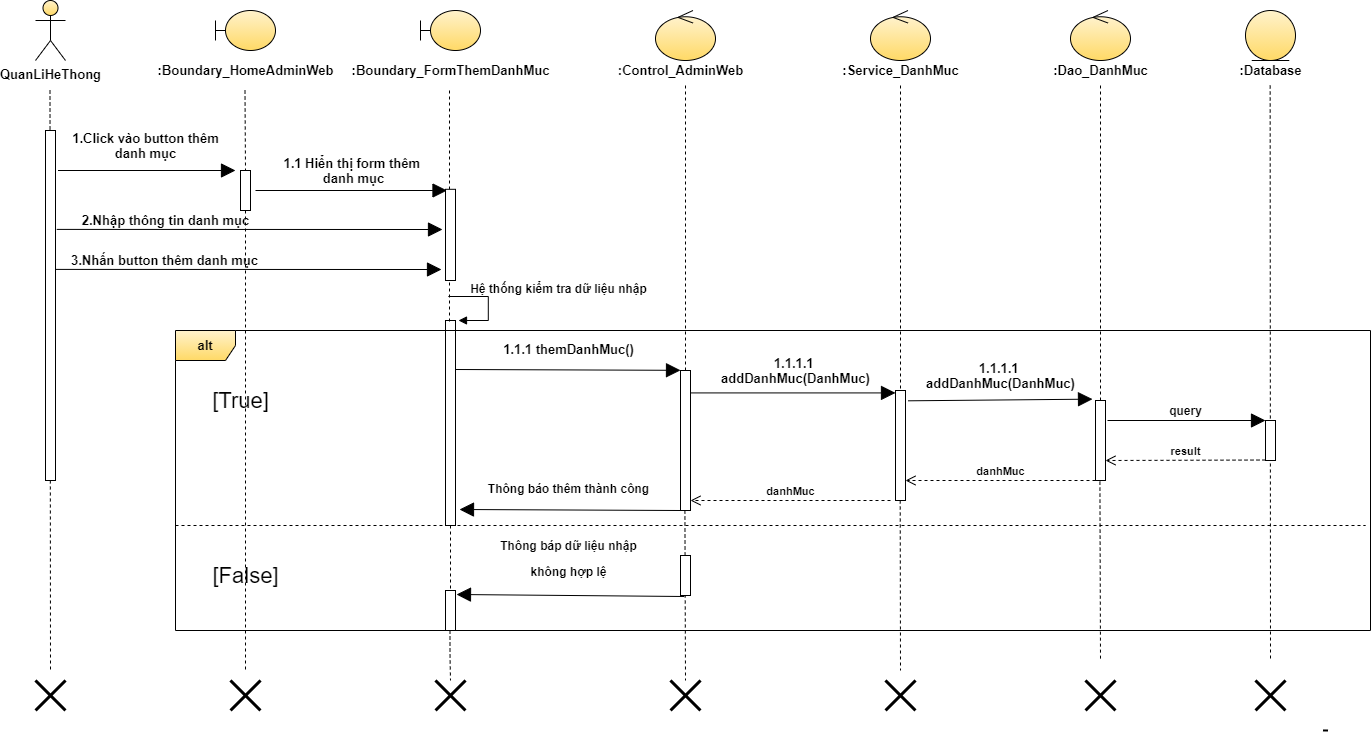 QuanLiHeThong
:Boundary_HomeAdminWeb
:Boundary_FormThemDanhMuc
:Control_AdminWeb
:Service_DanhMuc
:Dao_DanhMuc
:Database
1.Click vào button thêm
danh mục
1.1 Hiển thị form thêm
danh mục
2.Nhập thông tin danh mục
3.Nhấn button thêm danh mục
Hệ thống kiểm tra dữ liệu nhập
alt
1.1.1 themDanhMuc()
1.1.1.1
addDanhMuc(DanhMuc)
1.1.1.1
addDanhMuc(DanhMuc)
[True]
query
result
danhMuc
danhMuc
Thông báo thêm thành công
Thông báp dữ liệu nhập
không hợp lệ
[False]
-